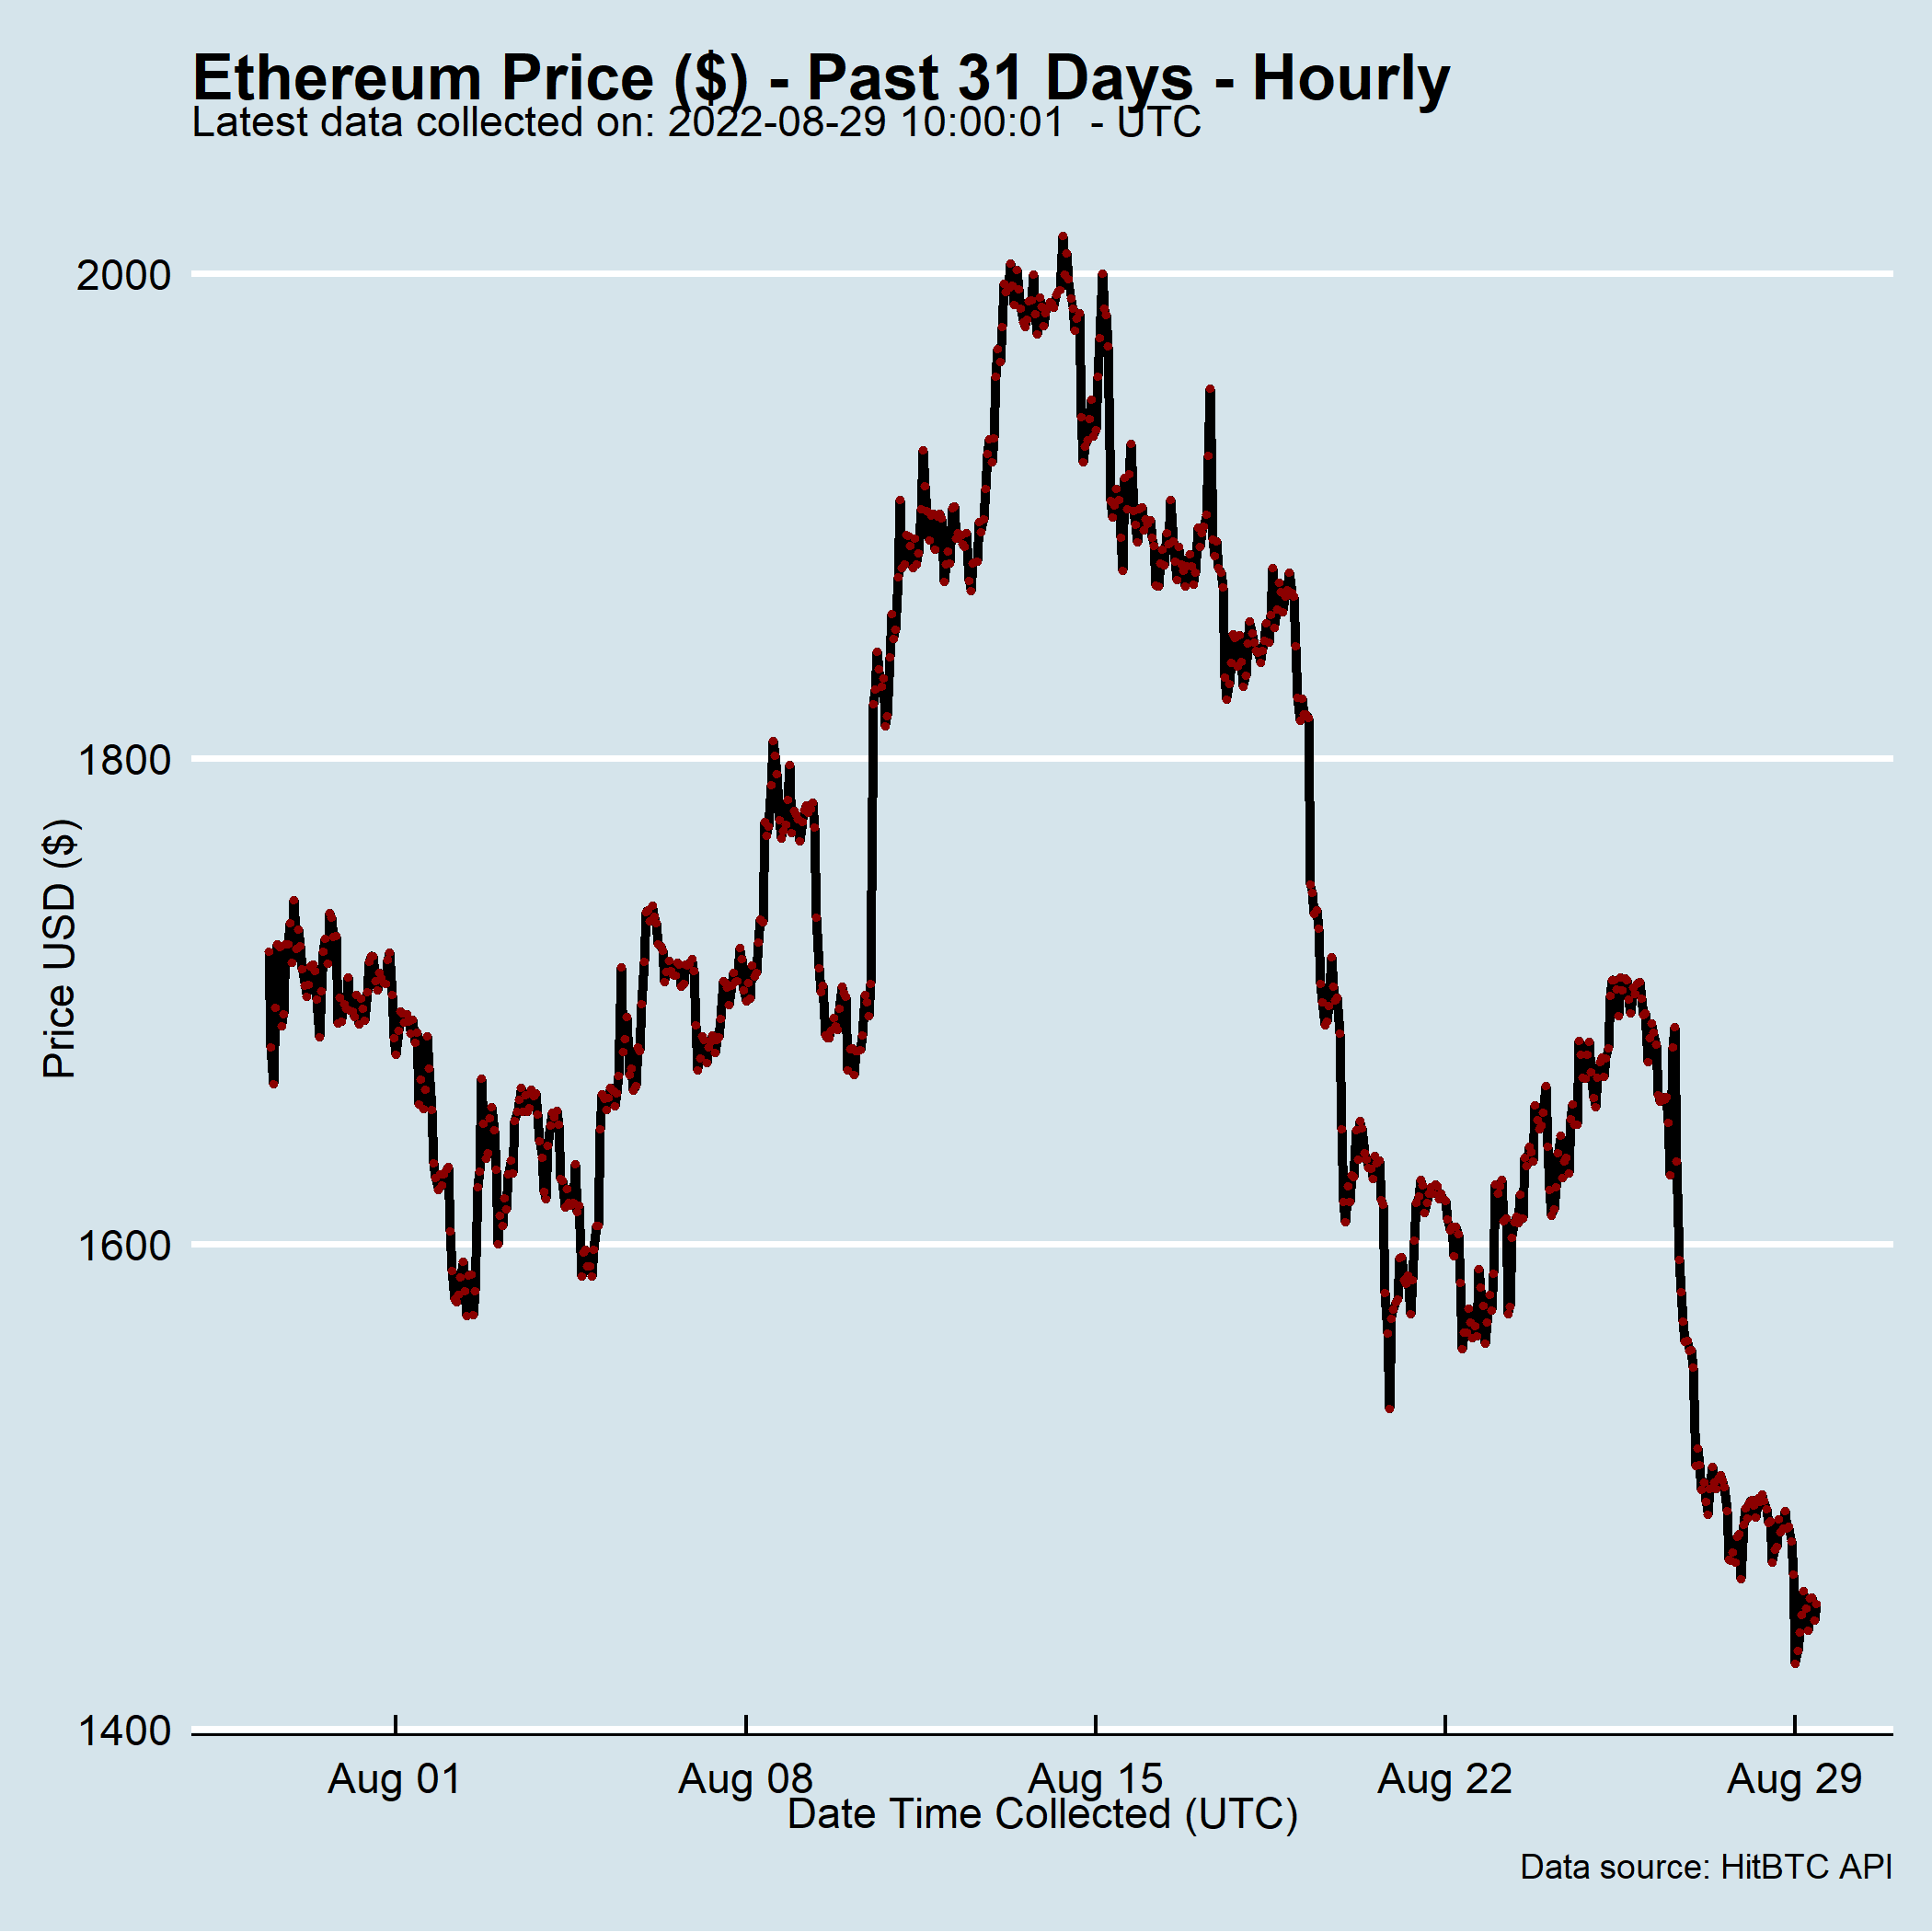 Ethereum Price ($) - Past 31 Days - Hourly
Latest data collected on: 2022-08-29 10:00:01  - UTC
2000
1800
1600
1400
Price USD ($)
Aug 01 Aug 08 Aug 15 Aug 22 Aug 29
Date Time Collected (UTC)
Data source: HitBTC API